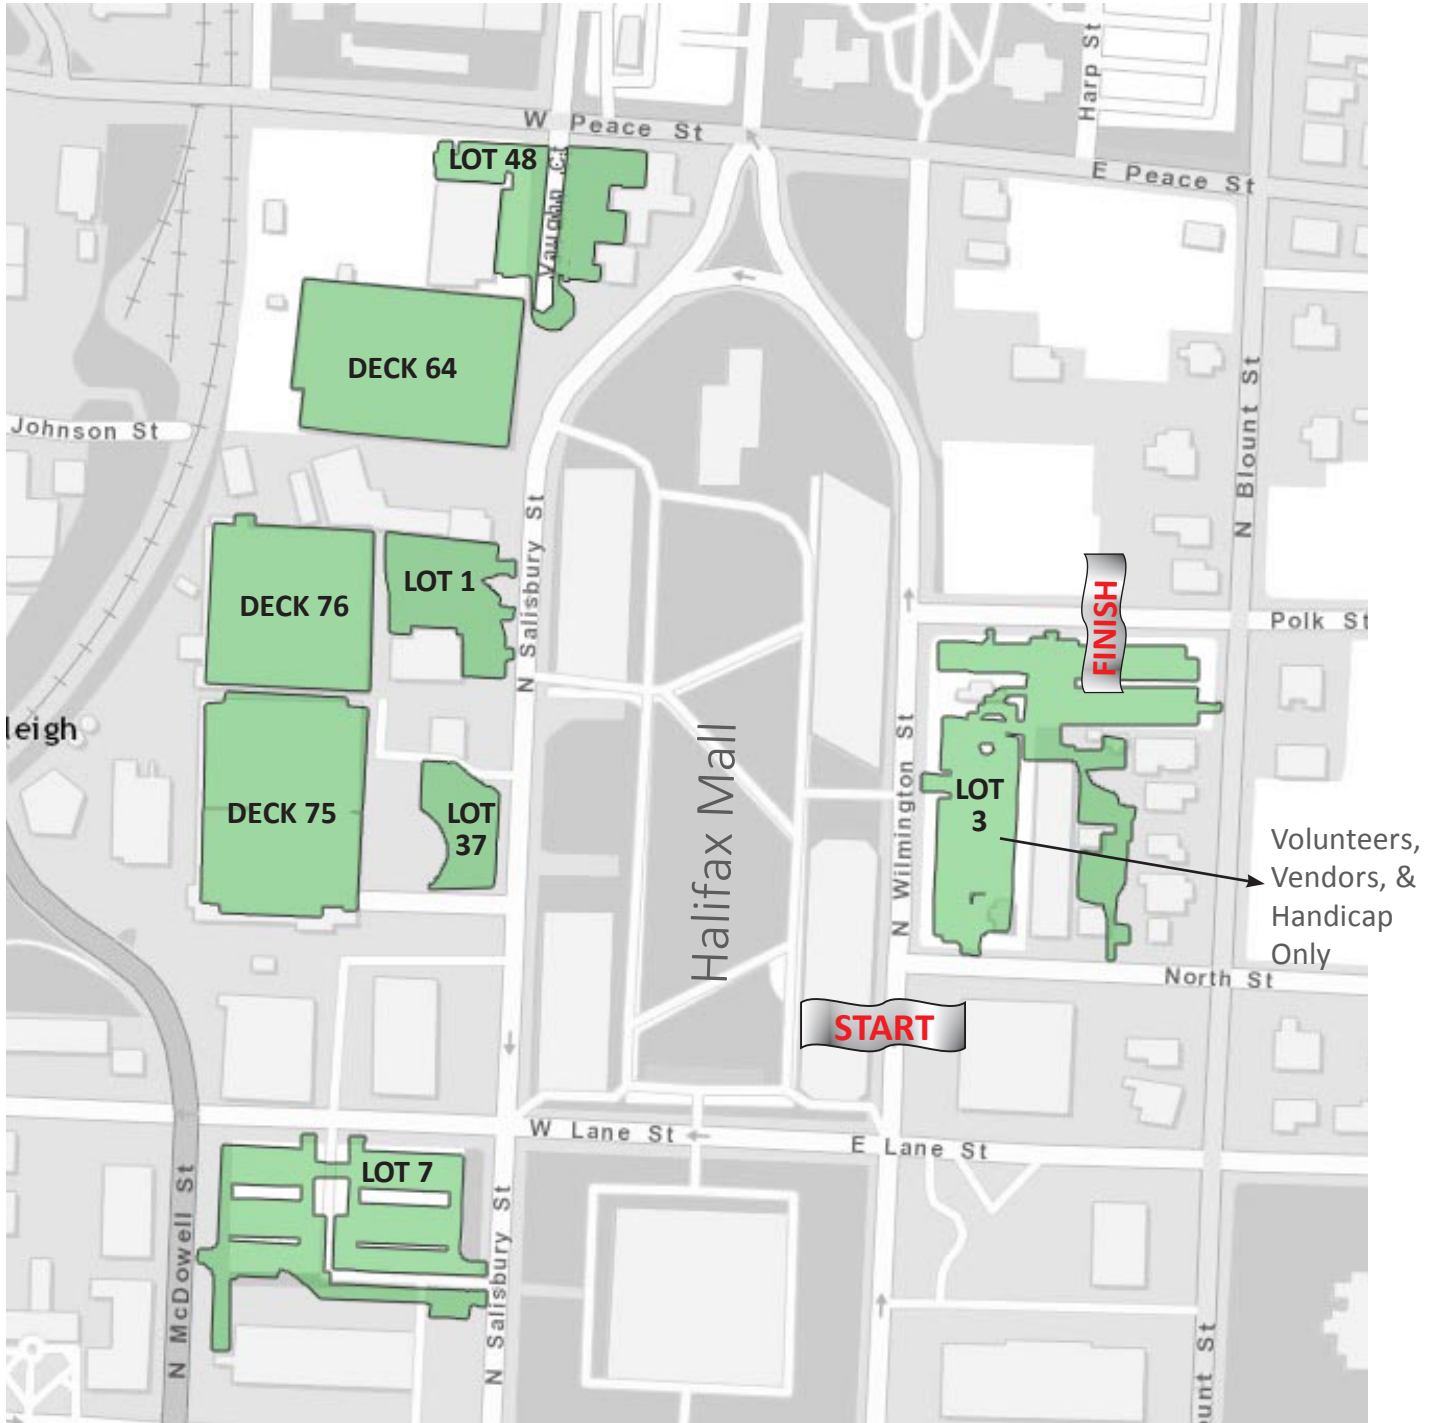 Harp St
W Peace St
LOT 48
Vaughn Ct
E Peace St
DECK 64
Johnson St
N Blount St
N Salisbury St
LOT 1
DECK 76
FINISH
Polk St
leigh
Halifax Mall
N Wilmington St
DECK 75
LOT
37
LOT
3
Volunteers,
Vendors, &
Handicap
Only
North St
START
W Lane St
E Lane St
LOT 7
N McDowell St
N Salisbury St
ount St